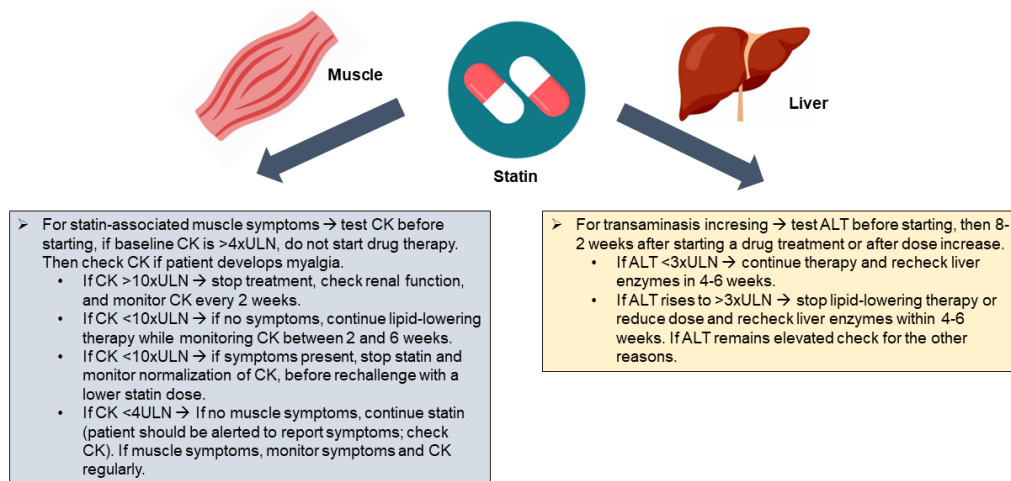 Muscle
Statin
Liver
➢ For statin-associated muscle symptoms → test CK before
starting, if baseline CK is >4xULN, do not start drug therapy.
Then check CK if patient develops myalgia.
• If CK >10xULN → stop treatment, check renal function,
and monitor CK every 2 weeks.
• If CK <10xULN → if no symptoms, continue lipid-lowering
therapy while monitoring CK between 2 and 6 weeks.
• If CK <10xULN → if symptoms present, stop statin and
monitor normalization of CK, before rechallenge with a
lower statin dose.
• If CK <4ULN → If no muscle symptoms, continue statin
(patient should be alerted to report symptoms; check
CK). If muscle symptoms, monitor symptoms and CK
regularly.
➢ For transaminasis incresing → test ALT before starting, then 8-
2 weeks after starting a drug treatment or after dose increase.
• If ALT <3xULN → continue therapy and recheck liver
enzymes in 4-6 weeks.
• If ALT rises to >3xULN → stop lipid-lowering therapy or
reduce dose and recheck liver enzymes within 4-6
weeks. If ALT remains elevated check for the other
reasons.